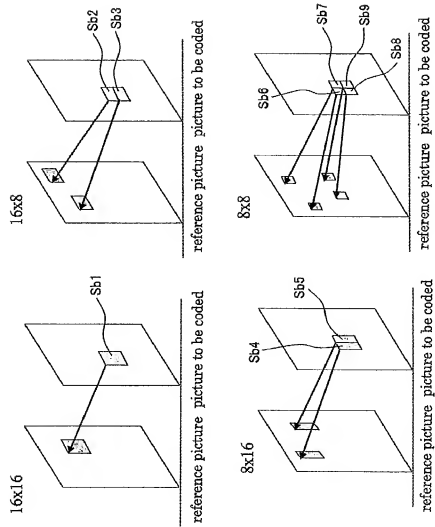 16x16
Sb1
reference picture picture to be coded
16x8
Sb2
Sb3
reference picture picture to be coded
8x16
Sb4
Sb5
reference picture picture to be coded
8x8
Sb6
Sb7
Sb9
Sb8
reference picture picture to be coded